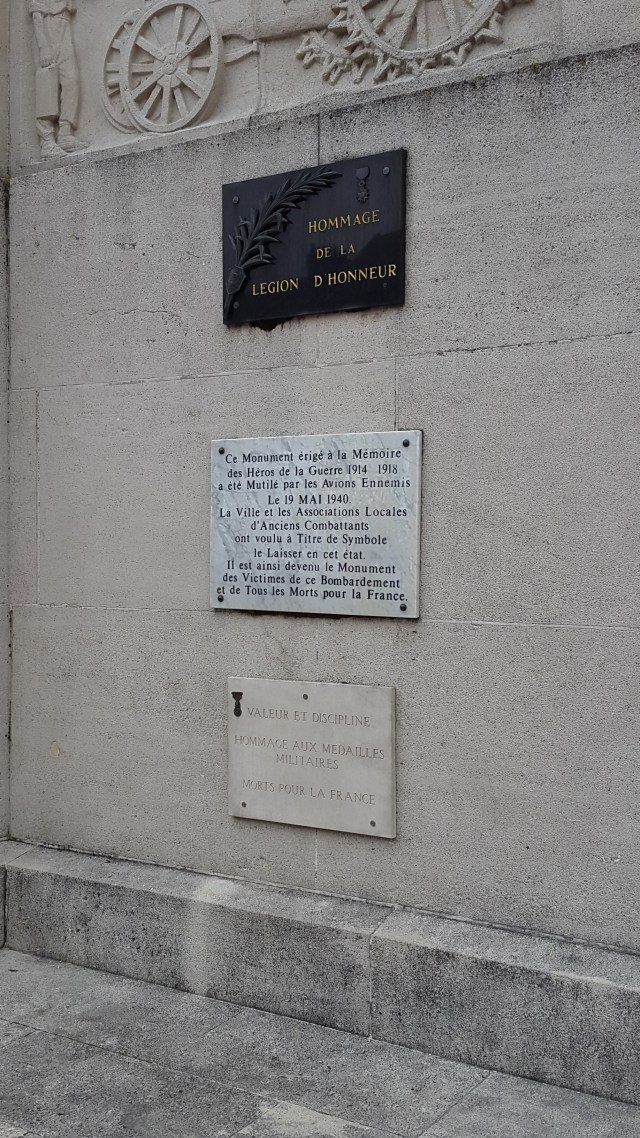 HOMMAGE
DE LA
LEGION D'HONNEUR
Ce Monument érigé à la Mémoire
des Héros de la Guerre 1914 1918
a été Mutilé par les Avions Ennemis
Le 19 MAI 1940.
La Ville et les Associations Locales
d'Anciens Combattants
ont voulu à Titre de Symbole
le Laisser en cet état.
Il est ainsi devenu le Monument
des Victimes de ce Bombardement
et de Tous les Morts pour la France.
VALEUR ET DISCIPLINE
HOMMAGE AUX MEDAILLES
MILITAIRES
MORTS POUR LA FRANCE